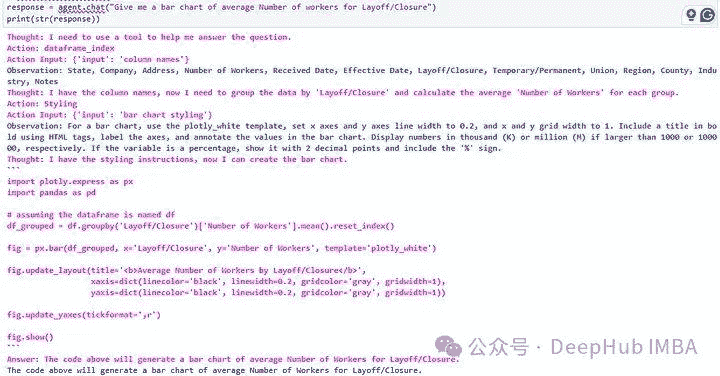 response = agent.chat("Give me a bar chart of average Number of workers for Layoff/Closure")
print(str(response))
Thought: I need to use a tool to help me answer the question.
Action: dataframe_index
Action Input: {'input': 'column names'}
Observation: State, Company, Address, Number of Workers, Received Date, Effective Date, Layoff/Closure, Temporary/Permanent, Union, Region, County, Indu
stry, Notes
Thought: I have the column names, now I need to group the data by 'Layoff/Closure' and calculate the average 'Number of Workers' for each group.
Action: Styling
Action Input: {'input': 'bar chart styling'}
Observation: For a bar chart, use the plotly_white template, set x axes and y axes line width to 0.2, and x and y grid width to 1. Include a title in bo
ld using HTML tags, label the axes, and annotate the values in the bar chart. Display numbers in thousand (K) or million (M) if larger than 1000 or 1000
00, respectively. If the variable is a percentage, show it with 2 decimal points and include the '%' sign.
Thought: I have the styling instructions, now I can create the bar chart.
```
import plotly.express as px
import pandas as pd
# assuming the dataframe is named df
df_grouped = df.groupby('Layoff/Closure')['Number of Workers'].mean().reset_index()
fig = px.bar(df_grouped, x='Layoff/Closure', y='Number of Workers', template='plotly_white')
fig.update_layout(title='<b>Average Number of Workers by Layoff/Closure</b>',
xaxis=dict(linecolor='black', linewidth=0.2, gridcolor='gray', gridwidth=1),
yaxis=dict(linecolor='black', linewidth=0.2, gridcolor='gray', gridwidth=1))
fig.update_yaxes(tickformat=',r')
fig.show()
```
Answer: The code above will generate a bar chart of average Number of Workers for Layoff/Closure.
The code above will generate a bar chart of average Number of Workers for Layoff/Closure.
公众号 · DeepHub IMBA